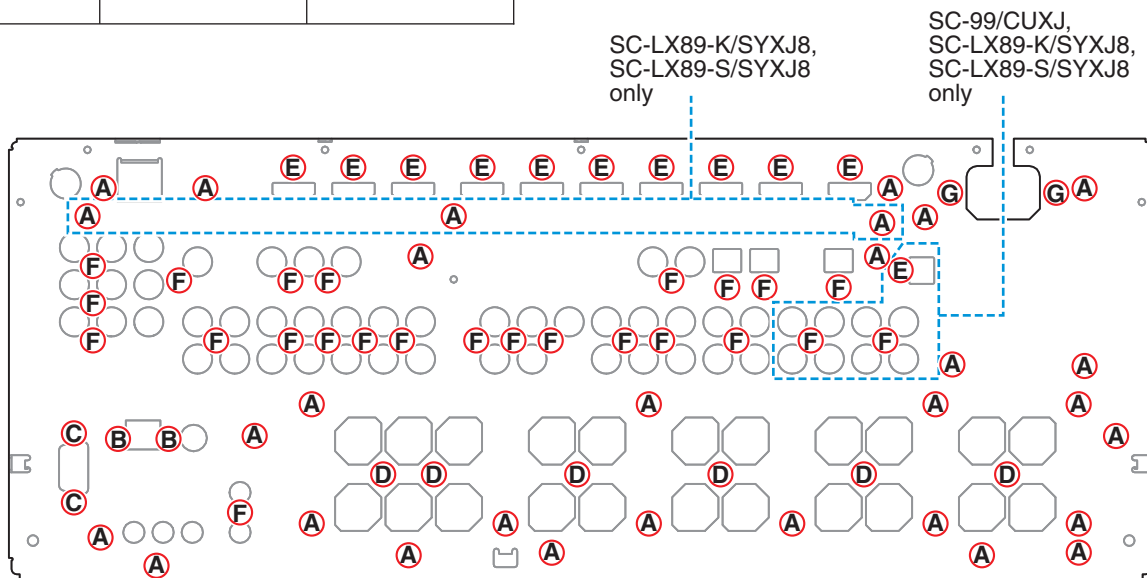 SC-LX89-K/SYXJ8,
SC-LX89-S/SYXJ8
only
SC-99/CUXJ,
SC-LX89-K/SYXJ8,
SC-LX89-S/SYXJ8
only
E E E E E E E E E E
A A A G G A
A A A A
A A
F F E
F F F F F F F
F
F F F F F F F F F F F F F F
A A
A A A A
C B B A A
D D D D D D
C
F
A A A A A A
A A A A A
A